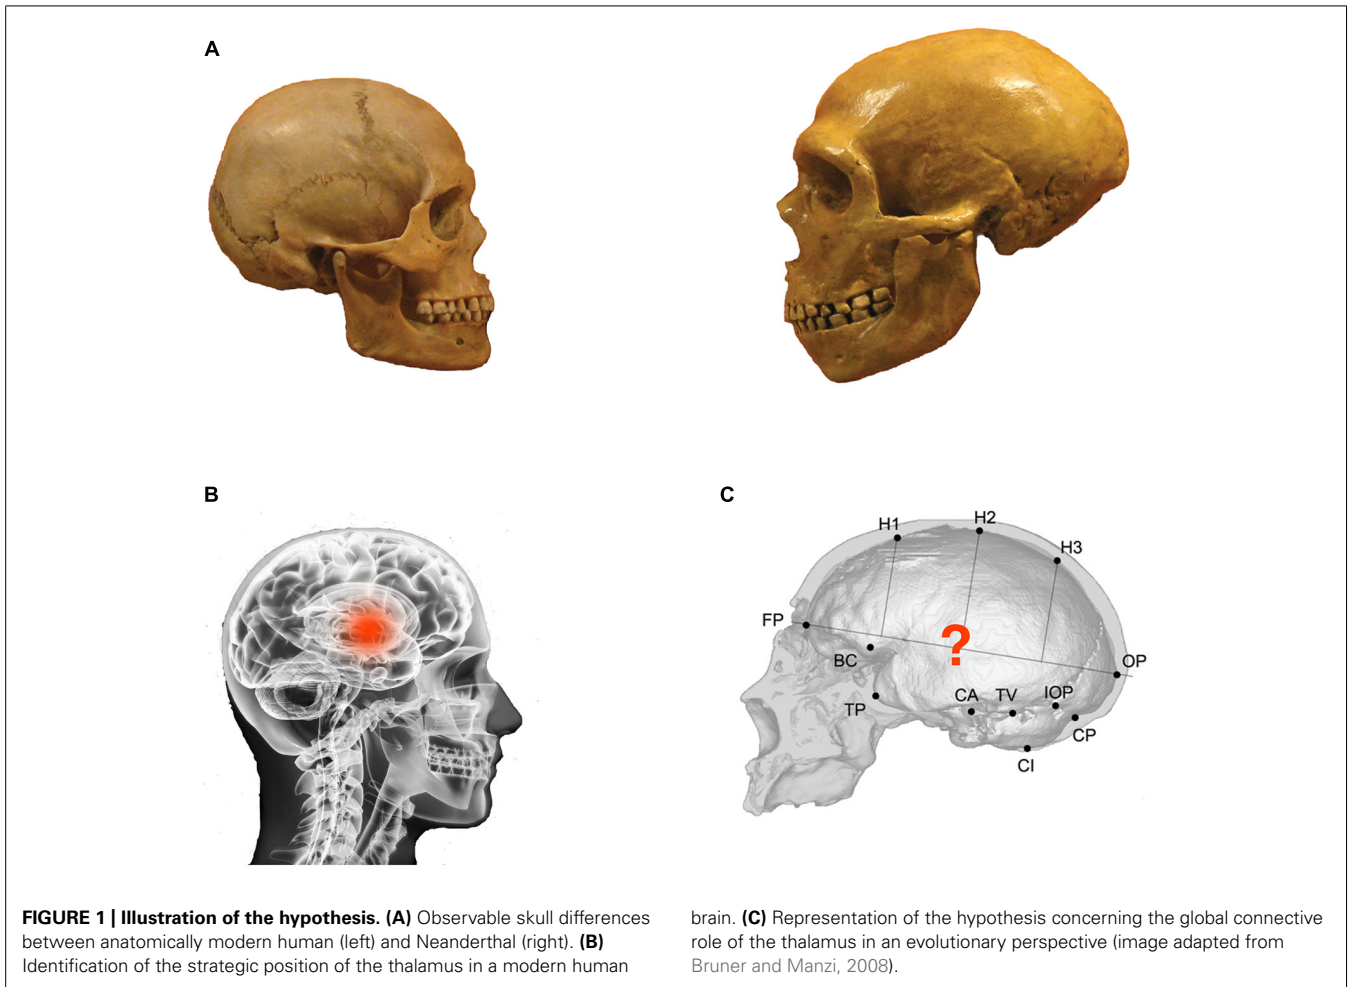 A
B
C
H1
H2
H3
FP
BC
OP
TP
CA
TV
IOP
CP
CI
?
FIGURE 1 | Illustration of the hypothesis. (A) Observable skull differences
between anatomically modern human (left) and Neanderthal (right). (B)
Identification of the strategic position of the thalamus in a modern human
brain. (C) Representation of the hypothesis concerning the global connective
role of the thalamus in an evolutionary perspective (image adapted from
Bruner and Manzi, 2008).